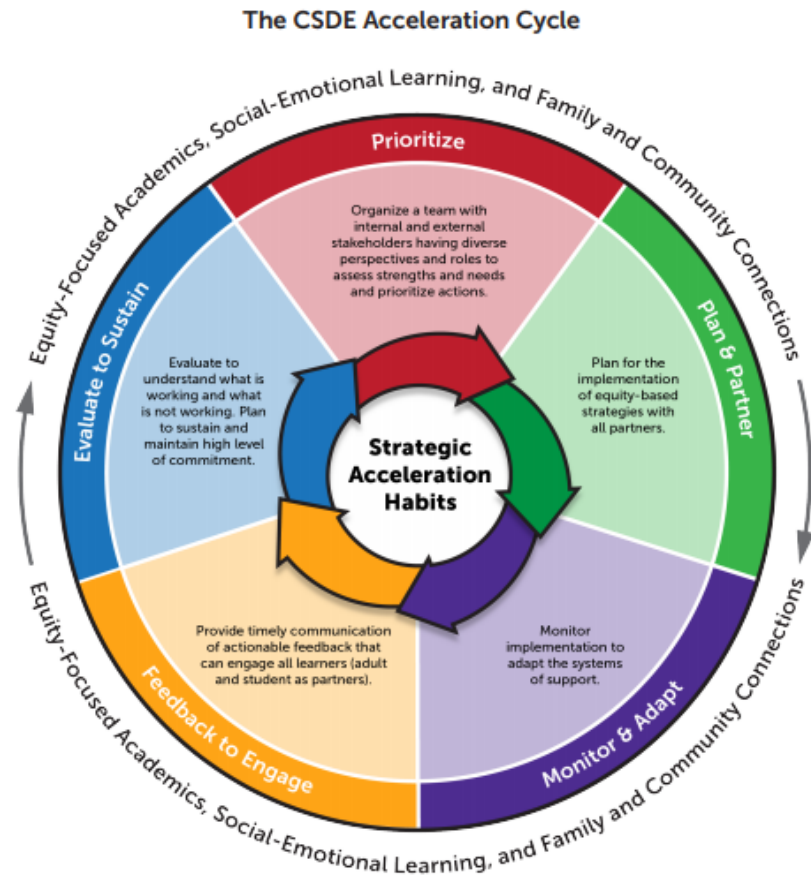 The CSDE Acceleration Cycle
Equity-Focused Academics, Social-Emotional Learning, and Family and Community Connections
Prioritize
Organize a team with
internal and external
stakeholders having diverse
perspectives and roles to
assess strengths and needs
and prioritize actions.
Plan & Partner
Plan for the
implementation
of equity-based
strategies with
all partners.
Monitor & Adapt
Monitor
implementation to
adapt the systems
of support.
Feedback to Engage
Provide timely communication
of actionable feedback that
can engage all learners (adult
and student as partners).
Evaluate to Sustain
Evaluate to
understand what is
working and what
is not working. Plan
to sustain and
maintain high level
of commitment.
Strategic
Acceleration
Habits
Equity-Focused Academics, Social-Emotional Learning, and Family and Community Connections